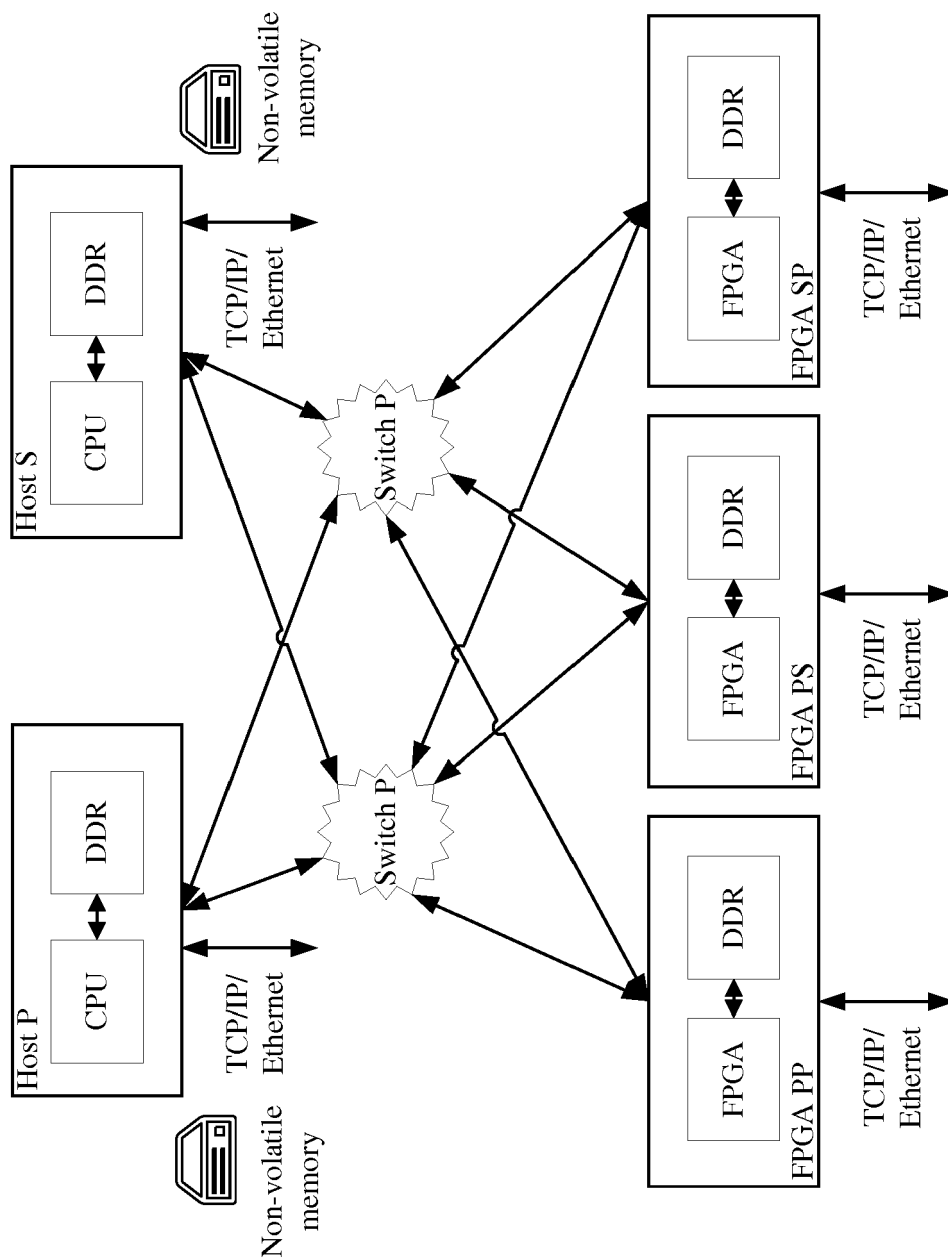 Host P
CPU
DDR
Host S
CPU
DDR
Non-volatile
memory
TCP/IP/
Ethernet
TCP/IP/
Ethernet
Non-volatile
memory
Switch P
Switch P
FPGA
DDR
FPGA PP
FPGA
DDR
FPGA PS
FPGA
DDR
FPGA SP
TCP/IP/
Ethernet
TCP/IP/
Ethernet
TCP/IP/
Ethernet